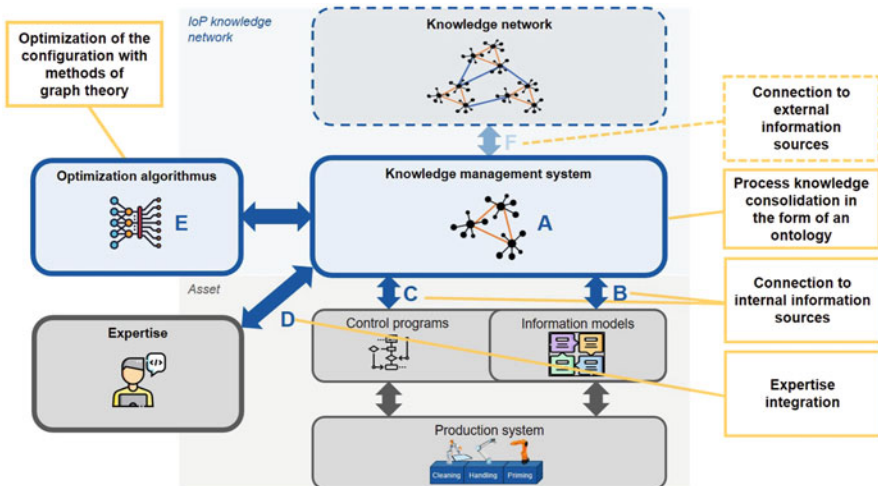 Optimization of the
configuration with
methods of
graph theory
IoP knowledge
network
Knowledge network
F
Connection to
external
information
sources
Optimization algorithmus
E
Knowledge management system
A
Process knowledge
consolidation in
the form of an
ontology
Asset
C
B
Connection to
internal information
sources
D
Expertise
Control programs
Information models
Expertise
integration
Production system
Cleaning
Handling
Priming